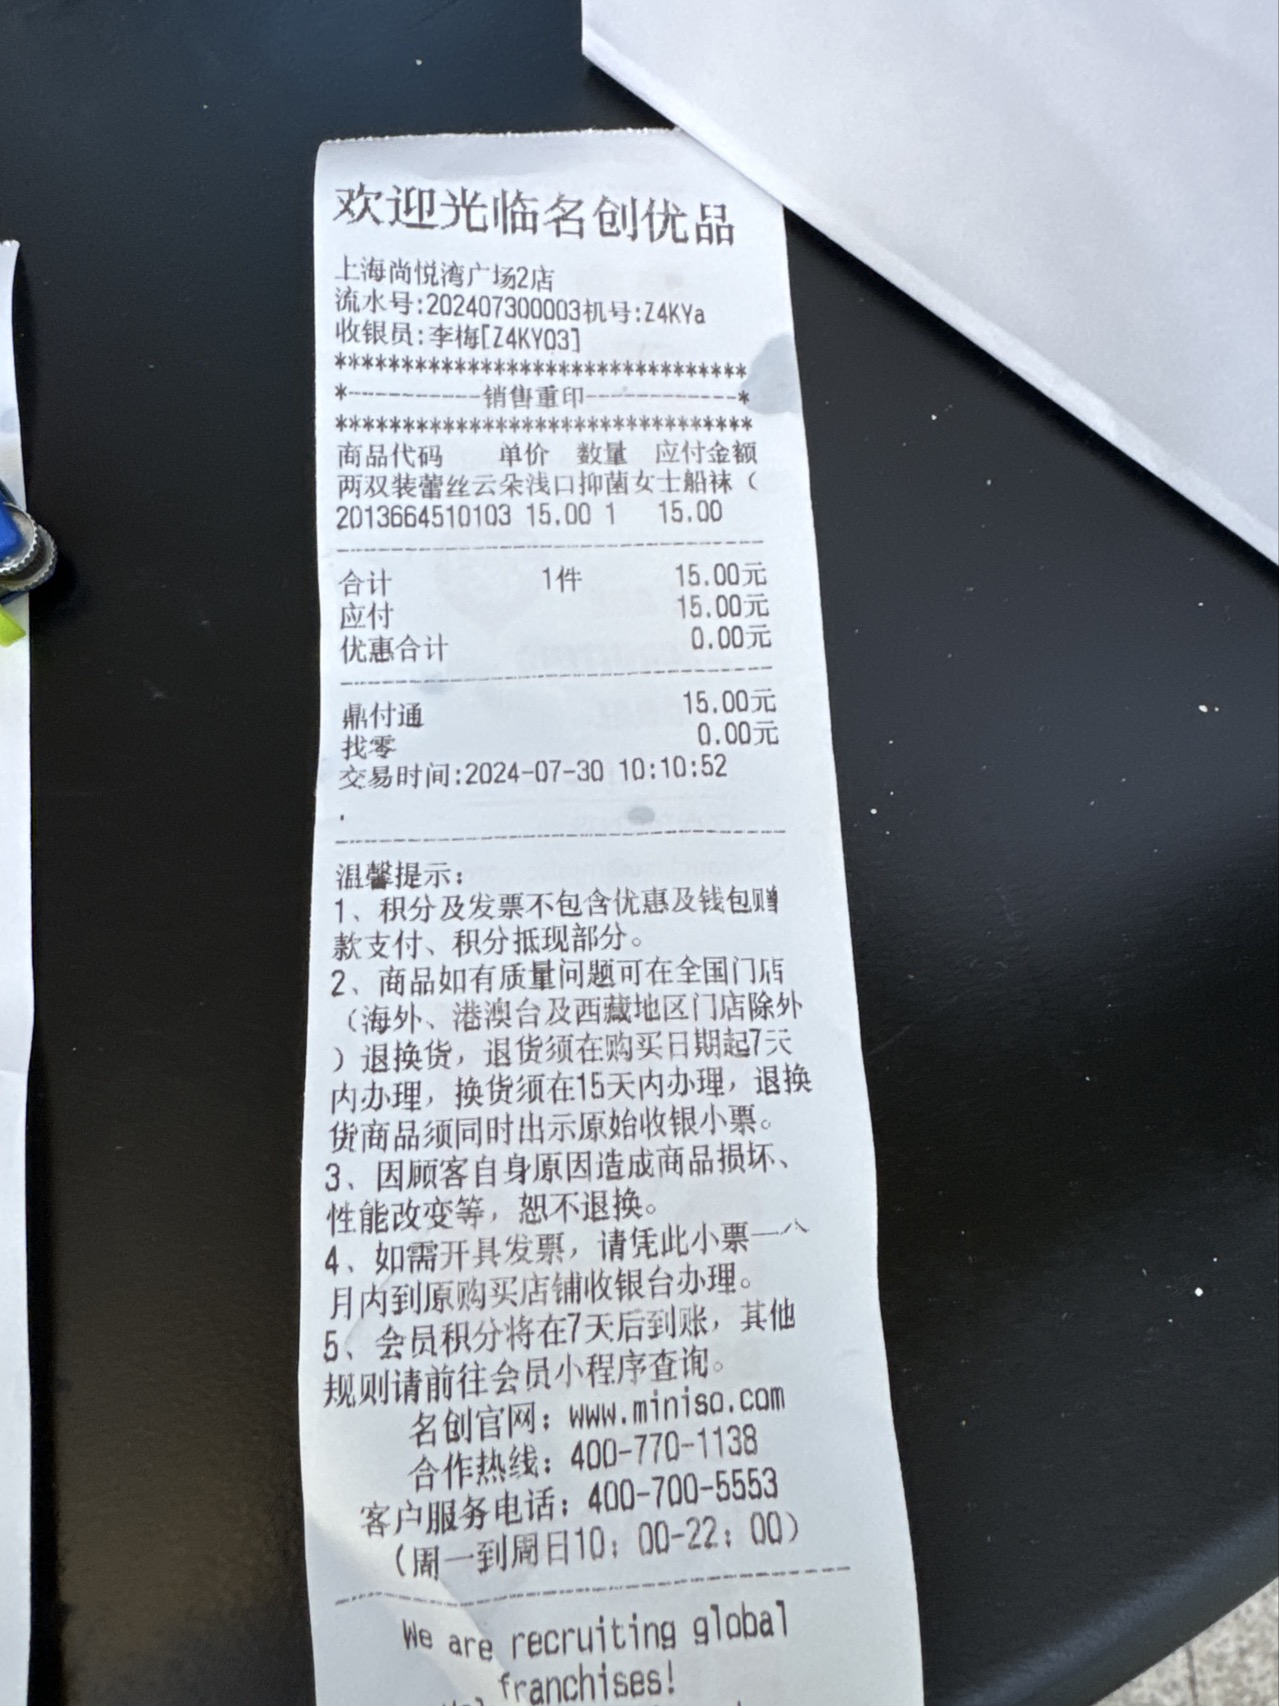 欢迎光临名创优品
上海尚悦湾广场2店
流水号:202407300003机号:Z4KYa
收银员:李梅[Z4KY03]
*******************************
*----------销售重印-----------*
*******************************
商品代码 单价 数量 应付金额
两双装蕾丝云朵浅口抑菌女士船袜（
2013664510103 15.00 1 15.00
合计 1件 15.00元
应付 15.00元
优惠合计 0.00元
鼎付通 15.00元
找零 0.00元
交易时间:2024-07-30 10:10:52
.
温馨提示:
1、积分及发票不包含优惠及钱包赠
款支付、积分抵现部分。
2、商品如有质量问题可在全国门店
（海外、港澳台及西藏地区门店除外
）退换货，退货须在购买日期起7天
内办理，换货须在15天内办理，退换
货商品须同时出示原始收银小票。
3、因顾客自身原因造成商品损坏、
性能改变等，恕不退换。
4、如需开具发票，请凭此小票一个
月内到原购买店铺收银台办理。
5、会员积分将在7天后到账，其他
规则请前往会员小程序查询。
名创官网：www.miniso.com
合作热线：400-770-1138
客户服务电话：400-700-5553
（周一到周日10：00-22：00）
We are recruiting global
franchises!